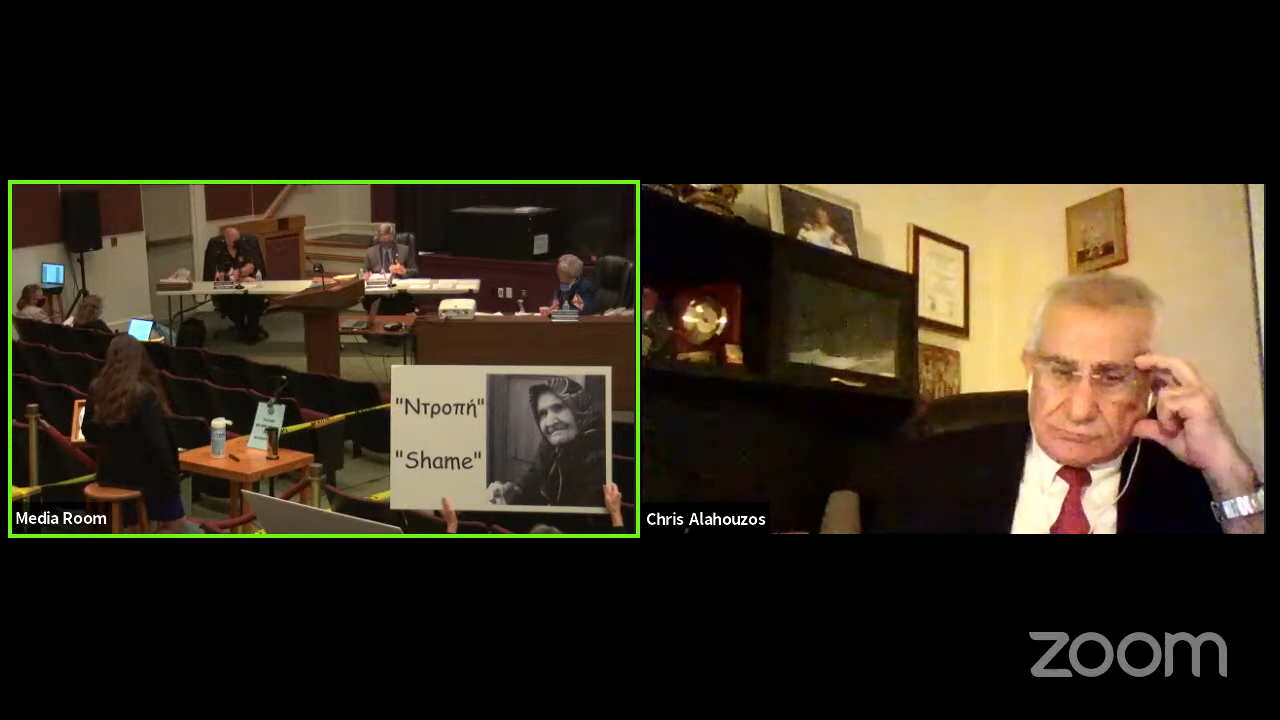 "Ντροπή"
"Shame"
Media Room
Chris Alahouzos
zoom